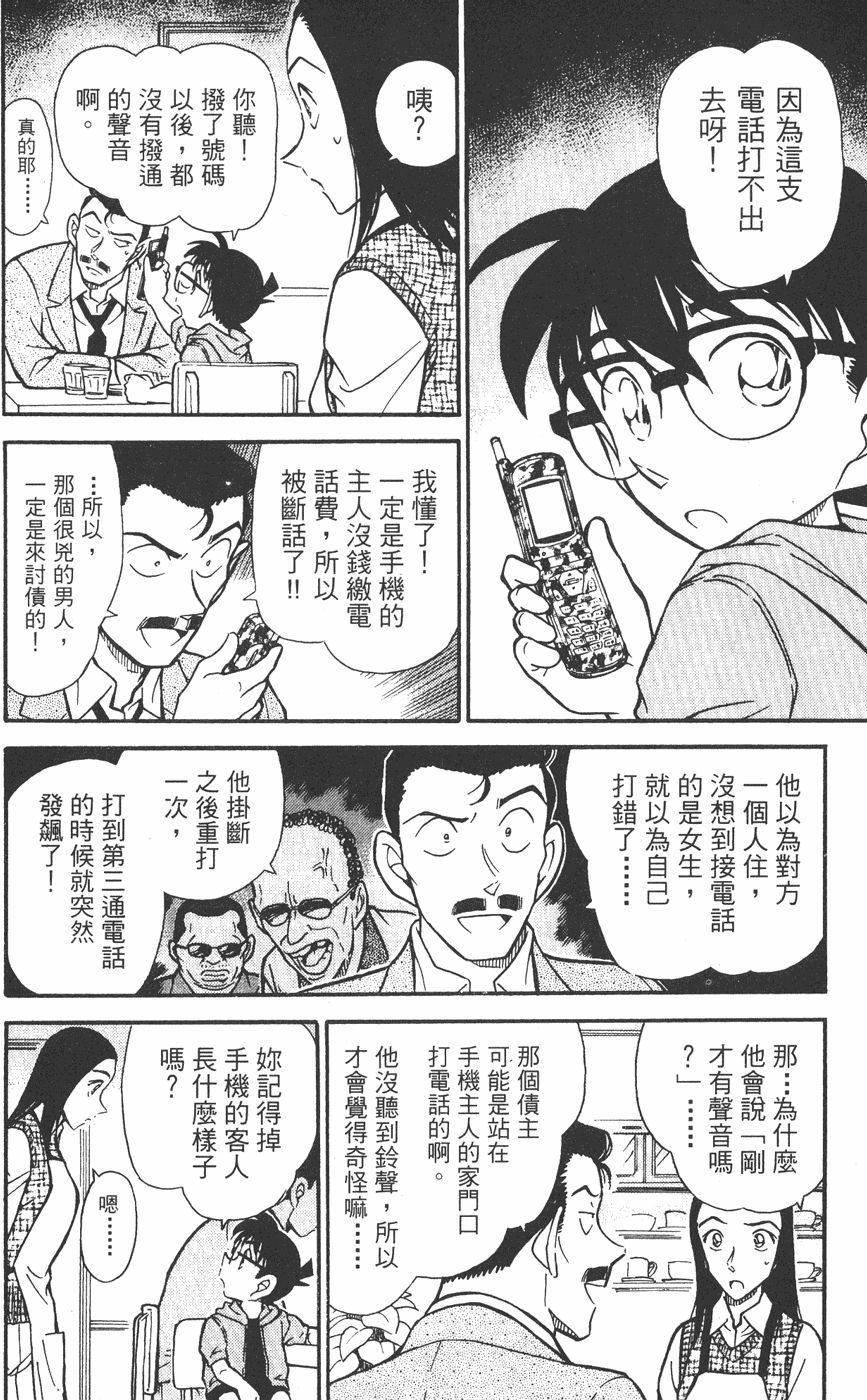 因為這支
電話打不出
去呀！
咦？
你聽！
撥了號碼
以後，都
沒有撥通
的聲音
啊。
真的耶……
我懂了！
一定是手機的
主人沒錢繳電
話費，所以
被斷話了!!
…所以，
那個很兇的男人，
一定是來討債的！
他以為對方
一個人住，
沒想到接電話
的是女生，
就以為自己
打錯了……
他掛斷
之後重打
一次，
打到第三通電話
的時候就突然
發飆了！
那…為什麼
他會說「剛
才有聲音嗎
？」……
那個債主
可能是站在
手機主人的家門口
打電話的啊。
他沒聽到鈴聲，所以
才會覺得奇怪嘛……
妳記得掉
手機的客人
長什麼樣子
嗎？
嗯……